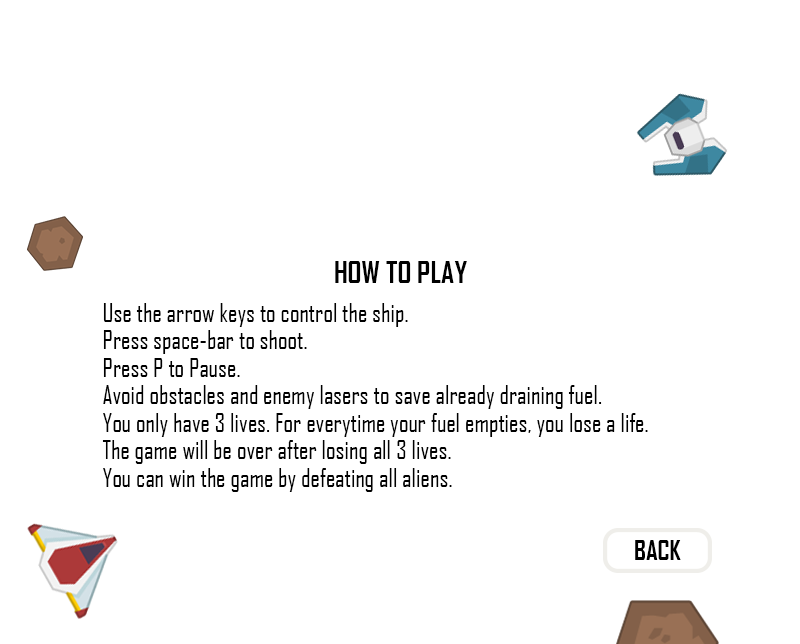 HOW TO PLAY
Use the arrow keys to control the ship.
Press space-bar to shoot.
Press P to Pause.
Avoid obstacles and enemy lasers to save already draining fuel.
You only have 3 lives. For everytime your fuel empties, you lose a life.
The game will be over after losing all 3 lives.
You can win the game by defeating all aliens.
BACK